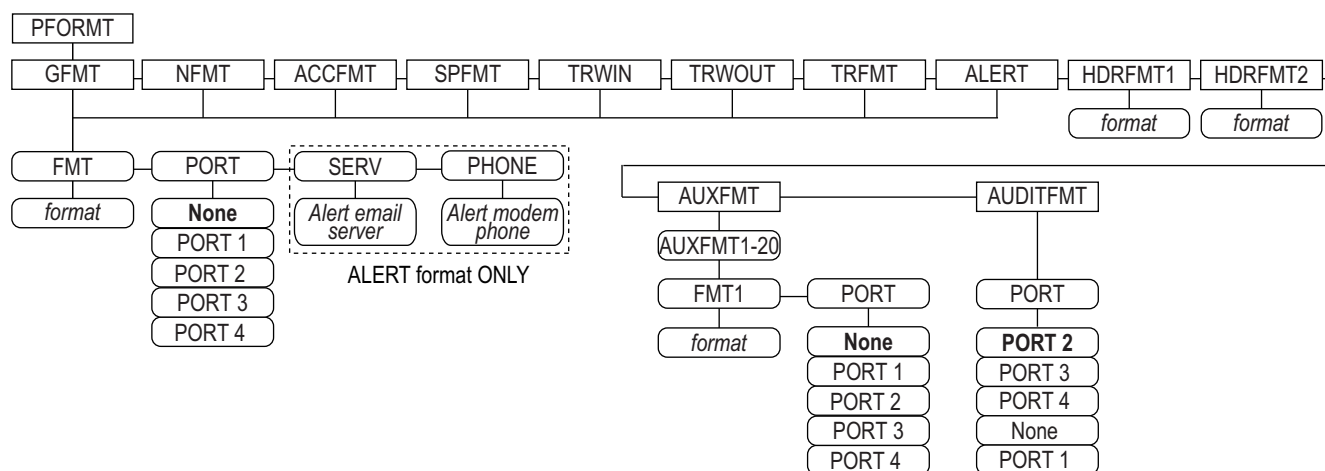 PFORMT
GFMT NFMT ACCFMT SPFMT TRWIN TRWOUT TRFMT ALERT HDRFMT1 HDRFMT2
format format
FMT PORT SERV PHONE
format None Alert email server Alert modem phone
PORT 1
PORT 2
PORT 3
PORT 4
ALERT format ONLY
AUXFMT AUDITFMT
AUXFMT1-20
FMT1 PORT PORT
format None PORT 2
PORT 1 PORT 3
PORT 2 PORT 4
PORT 3 None
PORT 4 PORT 1